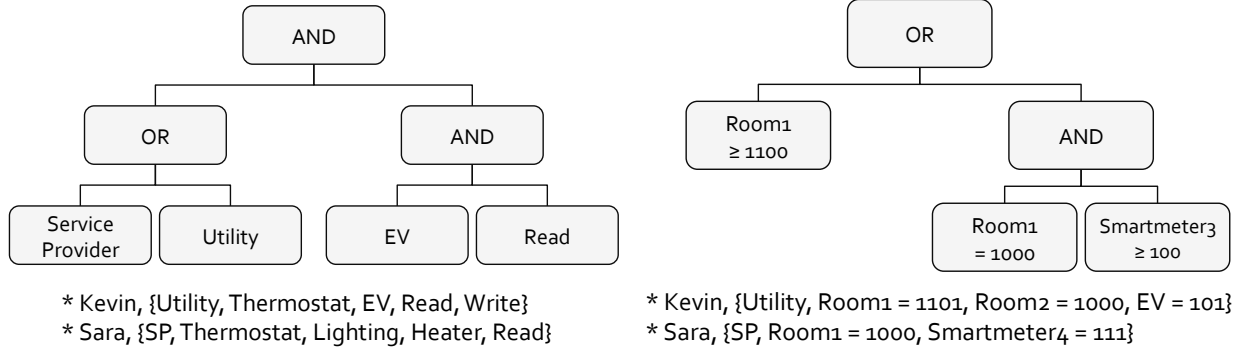 AND
OR
AND
Service
Provider
Utility
EV
Read
* Kevin, {Utility, Thermostat, EV, Read, Write}
* Sara, {SP, Thermostat, Lighting, Heater, Read}
OR
Room1
≥ 1100
AND
Room1
= 1000
Smartmeter3
≥ 100
* Kevin, {Utility, Room1 = 1101, Room2 = 1000, EV = 101}
* Sara, {SP, Room1 = 1000, Smartmeter4 = 111}